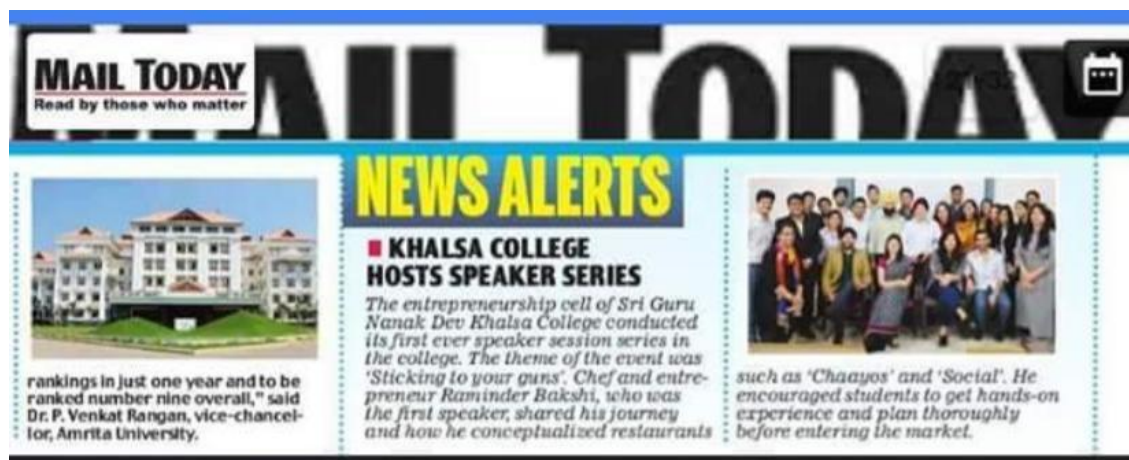 MAIL TODAY
MAIL TODAY
Read by those who matter
rankings in just one year and to be
ranked number nine overall," said
Dr. P. Venkat Rangan, vice-chancel-
lor, Amrita University.
NEWS ALERTS
KHALSA COLLEGE
HOSTS SPEAKER SERIES
The entrepreneurship cell of Sri Guru
Nanak Dev Khalsa College conducted
its first ever speaker session series in
the college. The theme of the event was
'Sticking to your guns'. Chef and entre-
preneur Raminder Bakshi, who was
the first speaker, shared his journey
and how he conceptualized restaurants
such as 'Chaayos' and 'Social'. He
encouraged students to get hands-on
experience and plan thoroughly
before entering the market.